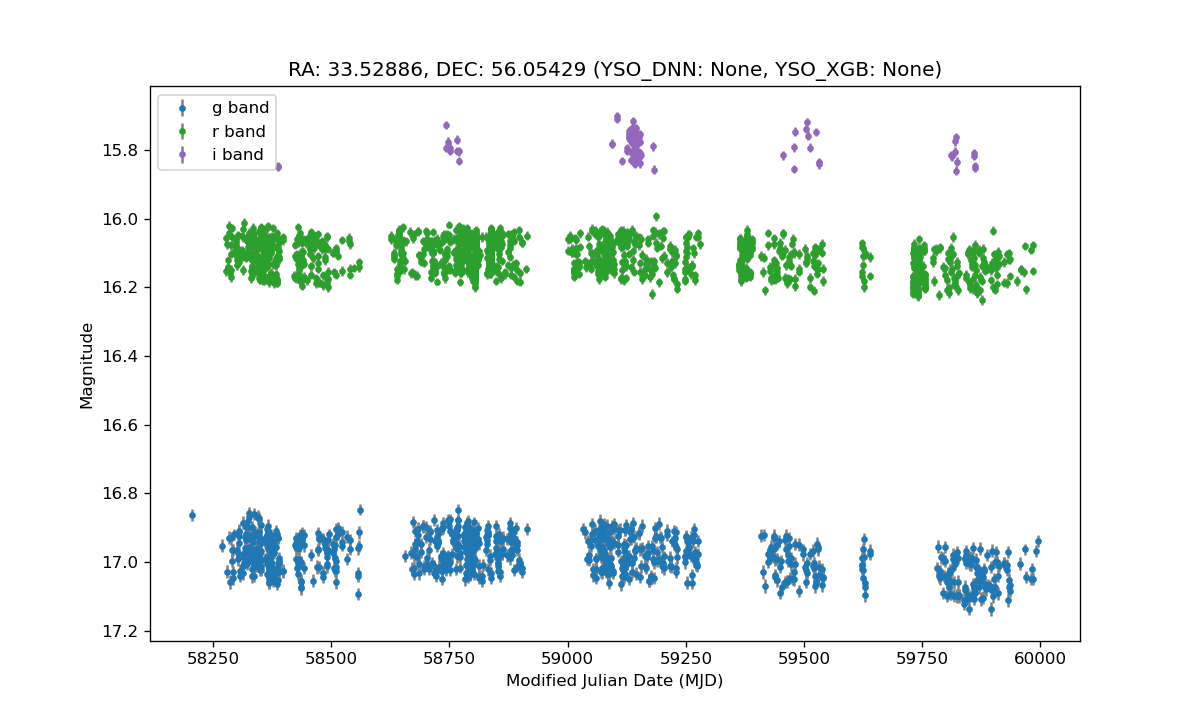 RA: 33.52886, DEC: 56.05429 (YSO_DNN: None, YSO_XGB: None)
g band
r band
i band
15.8
16.0
16.2
16.4
16.6
16.8
17.0
17.2
Magnitude
58250 58500 58750 59000 59250 59500 59750 60000
Modified Julian Date (MJD)